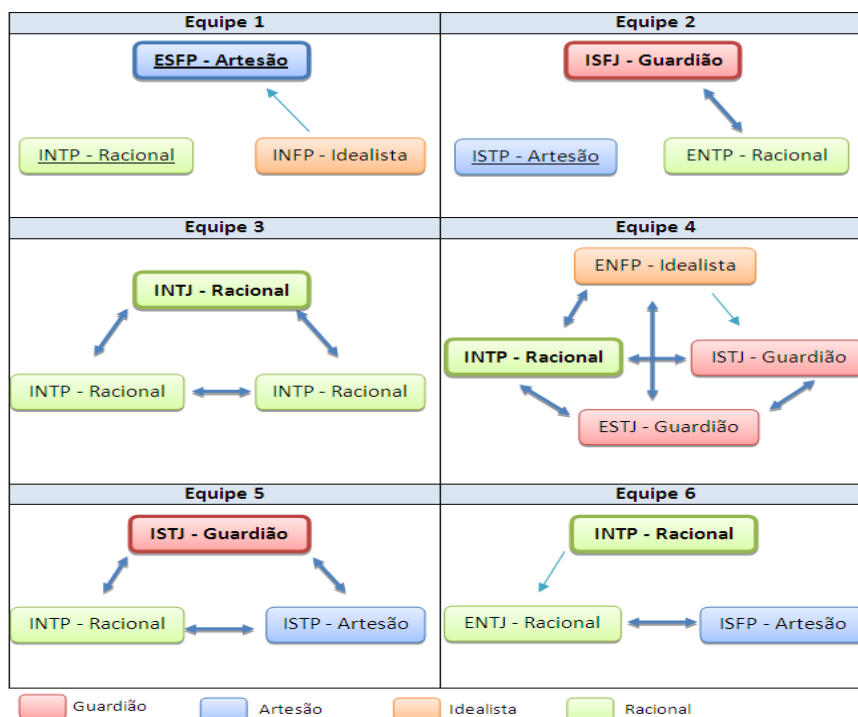 Equipe 1
Equipe 2
ESFP - Artesão
ISFJ - Guardião
INTP - Racional
INFP - Idealista
ISTP - Artesão
ENTP - Racional
Equipe 3
Equipe 4
ENFP - Idealista
INTJ - Racional
INTP - Racional
ISTJ - Guardião
INTP - Racional
INTP - Racional
ESTJ - Guardião
Equipe 5
Equipe 6
ISTJ - Guardião
INTP - Racional
INTP - Racional
ISTP - Artesão
ENTJ - Racional
ISFP - Artesão
Guardião
Artesão
Idealista
Racional